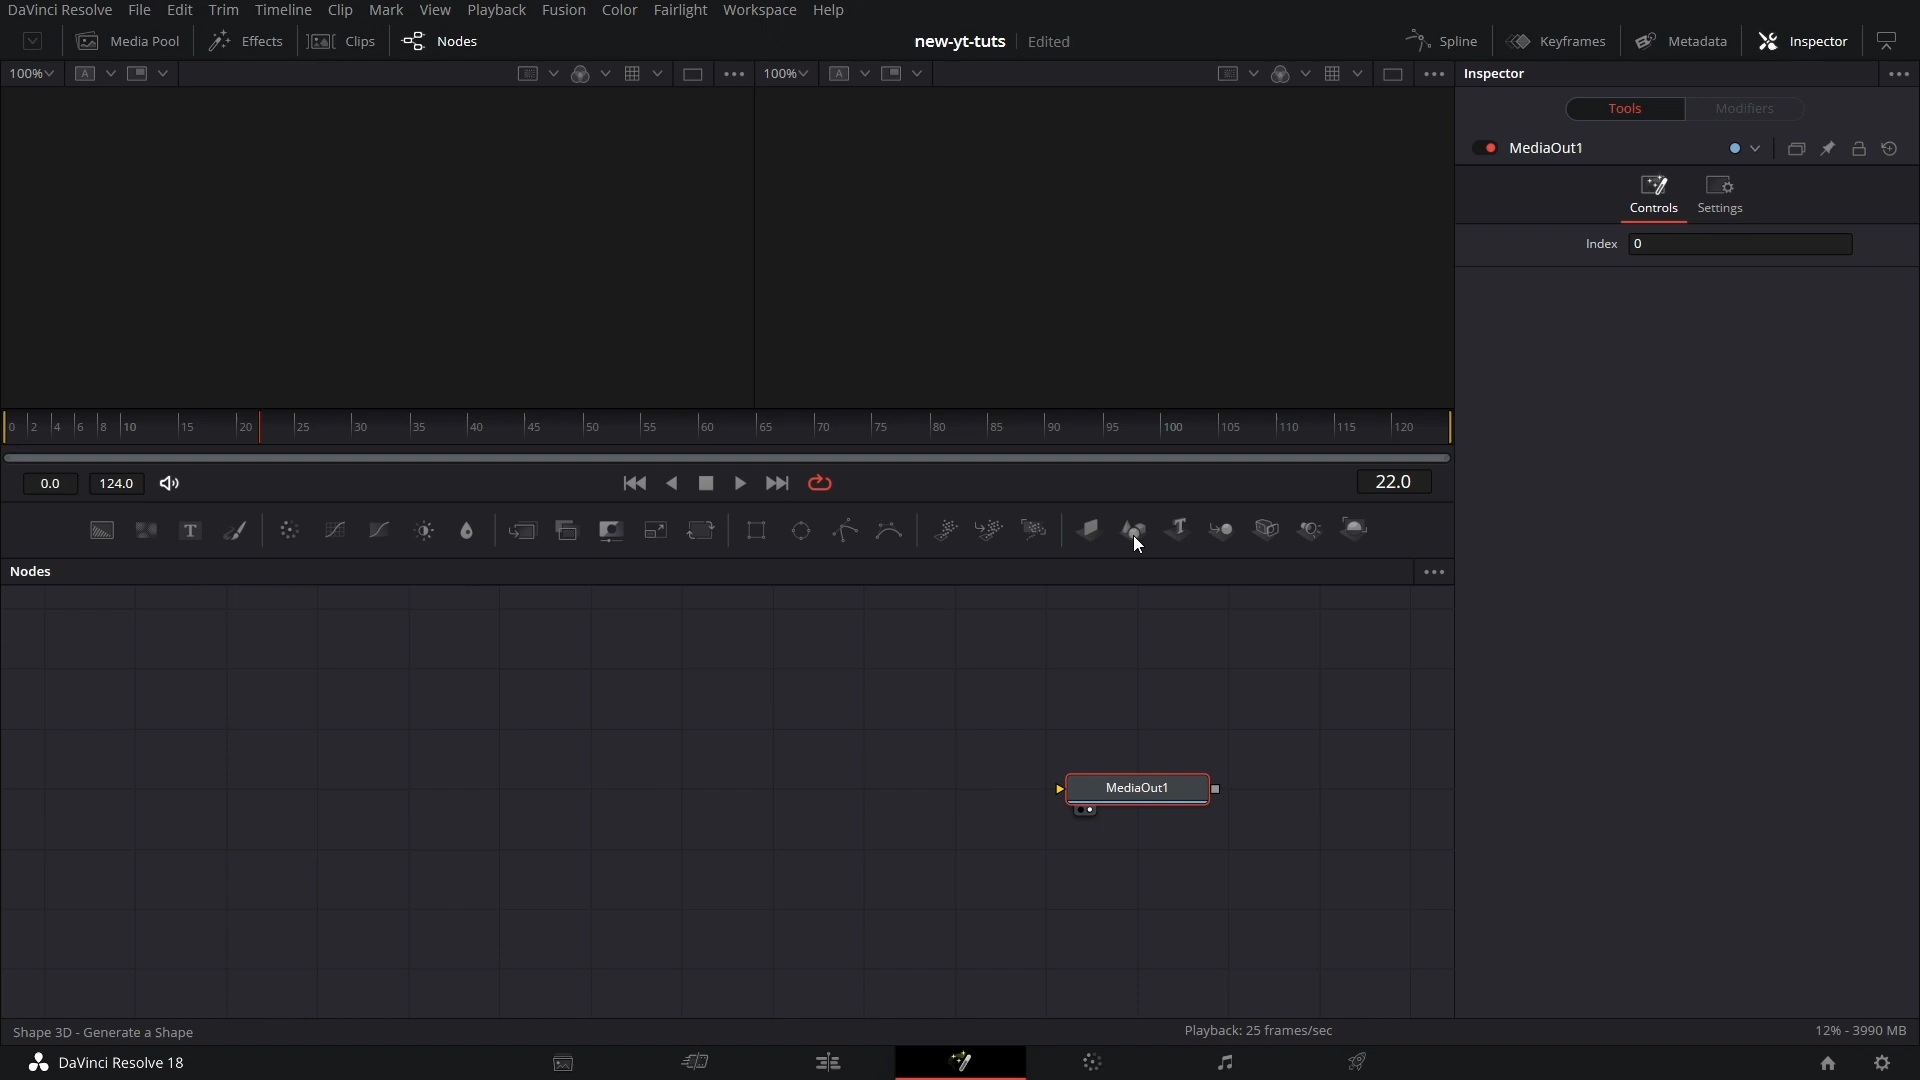 DaVinci Resolve File Edit Trim Timeline Clip Mark View Playback Fusion Color Fairlight Workspace Help
Media Pool Effects Clips Nodes new-yt-tuts Edited Spline Keyframes Metadata Inspector
100% A 100% A Inspector
Tools Modifiers
MediaOut1
Controls Settings
Index 0
0 2 4 6 8 10 15 20 25 30 35 40 45 50 55 60 65 70 75 80 85 90 95 100 105 110 115 120
0.0 124.0 22.0
T T
Nodes
MediaOut1
Shape 3D - Generate a Shape Playback: 25 frames/sec 12% - 3990 MB
DaVinci Resolve 18